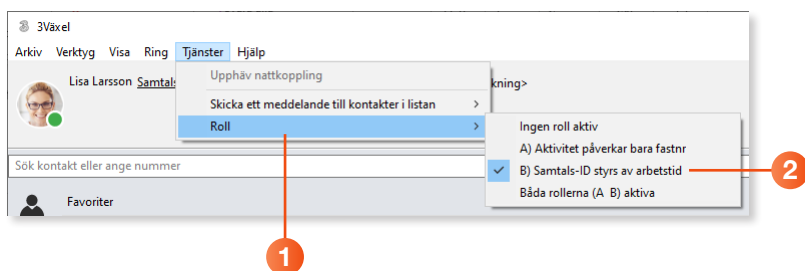 3Växel
Arkiv Verktyg Visa Ring Tjänster Hjälp
Lisa Larsson Samtals
kning>
Upphäv nattkoppling
Skicka ett meddelande till kontakter i listan
Roll
Ingen roll aktiv
A) Aktivitet påverkar bara fastnr
B) Samtals-ID styrs av arbetstid
Båda rollerna (A B) aktiva
Sök kontakt eller ange nummer
Favoriter
1
2